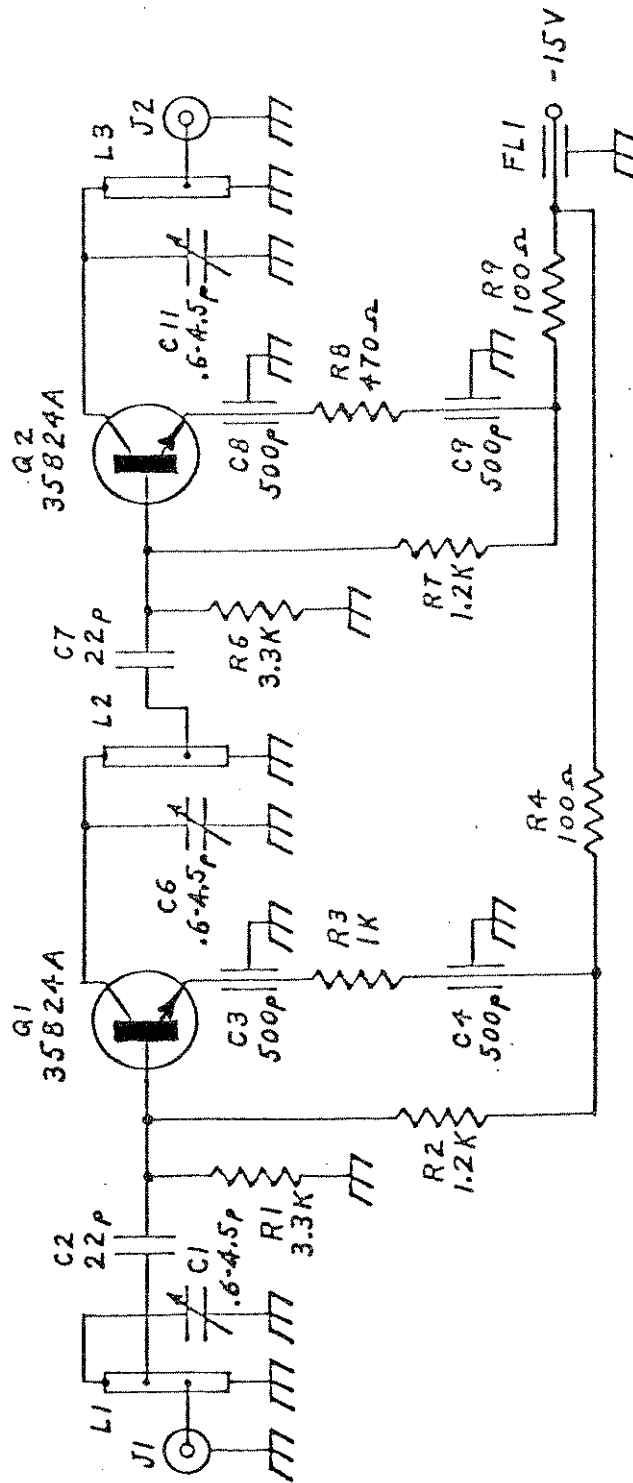 Q1
35824A
Q2
35824A
L1
C2
22p
C1
.6-4.5p
J1
R1
3.3K
R2
1.2K
C3
500p
R3
1K
C4
500p
C6
.6-4.5p
L2
C7
22p
R6
3.3K
R7
1.2K
C8
500p
R8
470Ω
C9
500p
C11
.6-4.5p
L3
J2
R9
100Ω
R4
100Ω
FL1
-15V